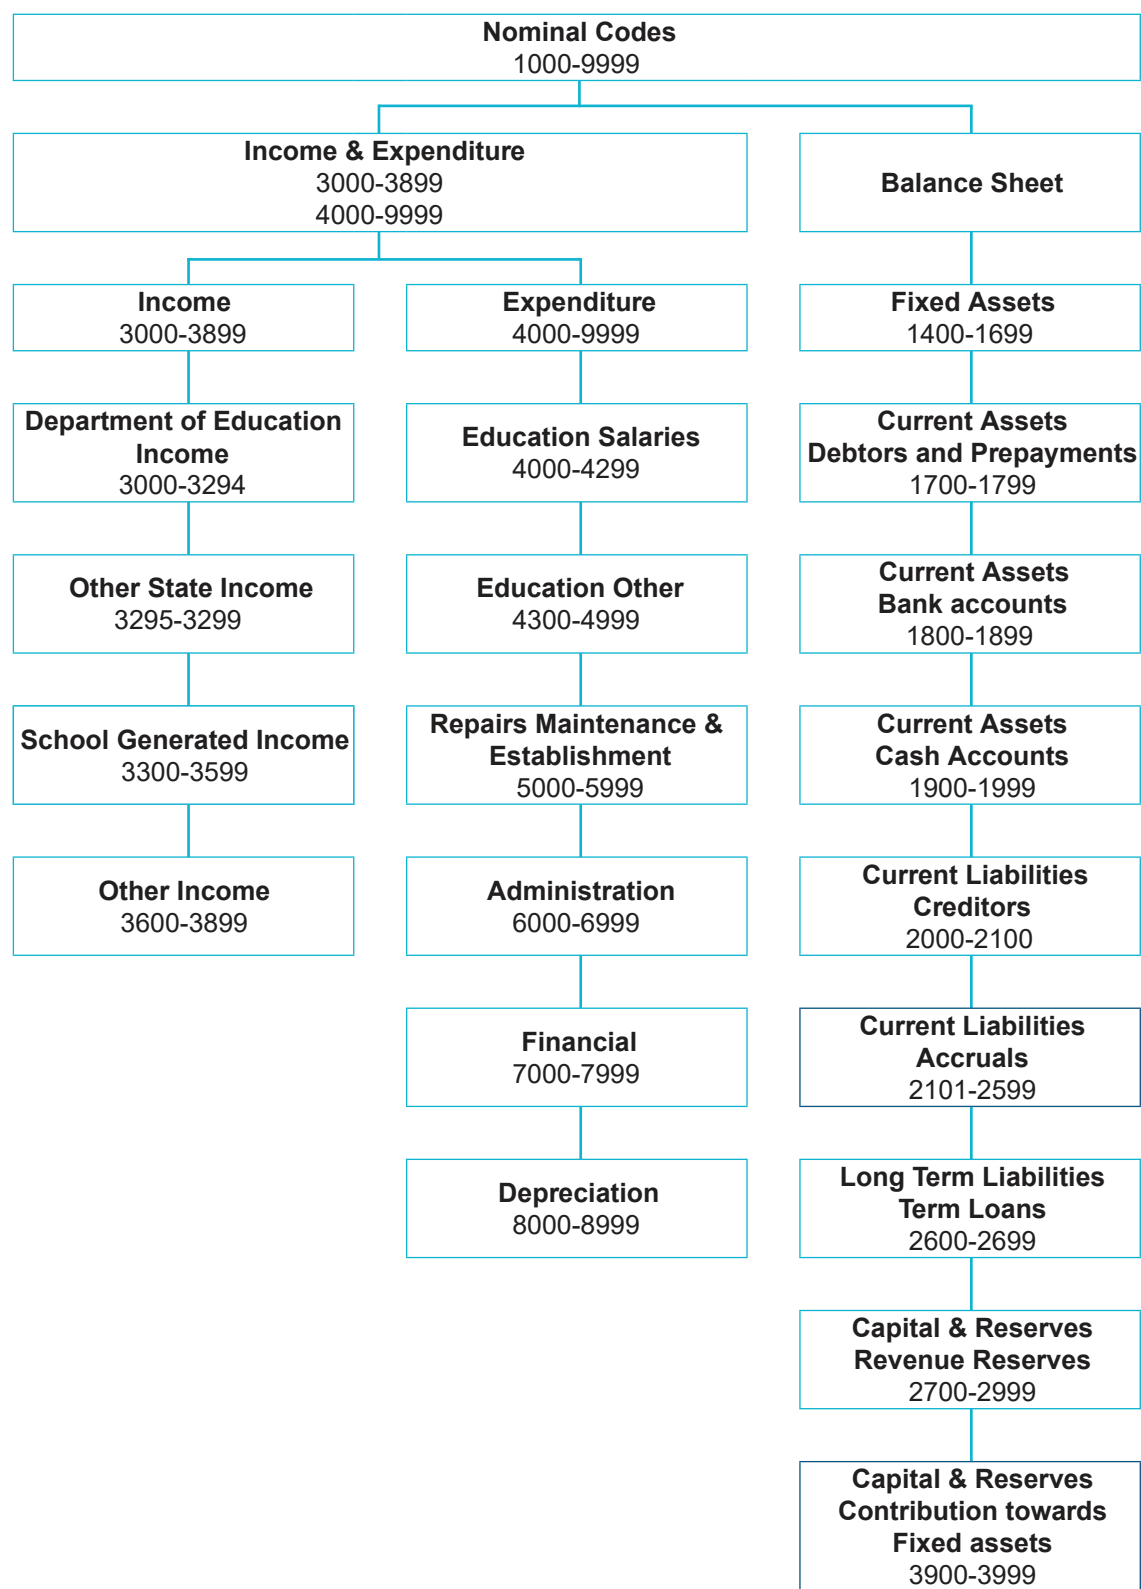 Nominal Codes
1000-9999
Income & Expenditure
3000-3899
4000-9999
Balance Sheet
Income
3000-3899
Expenditure
4000-9999
Fixed Assets
1400-1699
Department of Education
Income
3000-3294
Education Salaries
4000-4299
Current Assets
Debtors and Prepayments
1700-1799
Other State Income
3295-3299
Education Other
4300-4999
Current Assets
Bank accounts
1800-1899
School Generated Income
3300-3599
Repairs Maintenance &
Establishment
5000-5999
Current Assets
Cash Accounts
1900-1999
Other Income
3600-3899
Administration
6000-6999
Current Liabilities
Creditors
2000-2100
Financial
7000-7999
Current Liabilities
Accruals
2101-2599
Depreciation
8000-8999
Long Term Liabilities
Term Loans
2600-2699
Capital & Reserves
Revenue Reserves
2700-2999
Capital & Reserves
Contribution towards
Fixed assets
3900-3999